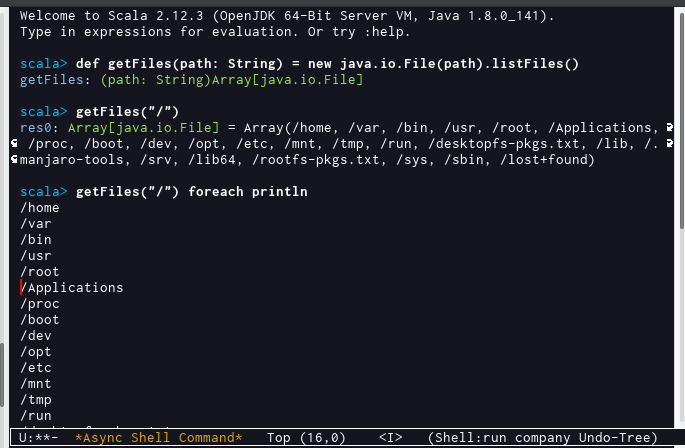 Welcome to Scala 2.12.3 (OpenJDK 64-Bit Server VM, Java 1.8.0_141).
Type in expressions for evaluation. Or try :help.
scala> def getFiles(path: String) = new java.io.File(path).listFiles()
getFiles: (path: String)Array[java.io.File]
scala> getFiles("/")
res0: Array[java.io.File] = Array(/home, /var, /bin, /usr, /root, /Applications,
/proc, /boot, /dev, /opt, /etc, /mnt, /tmp, /run, /desktopfs-pkgs.txt, /lib, /.
manjaro-tools, /srv, /lib64, /rootfs-pkgs.txt, /sys, /sbin, /lost+found)
scala> getFiles("/") foreach println
/home
/var
/bin
/usr
/root
/Applications
/proc
/boot
/dev
/opt
/etc
/mnt
/tmp
/run
U:**- *Async Shell Command* Top (16,0) <I> (Shell:run company Undo-Tree)